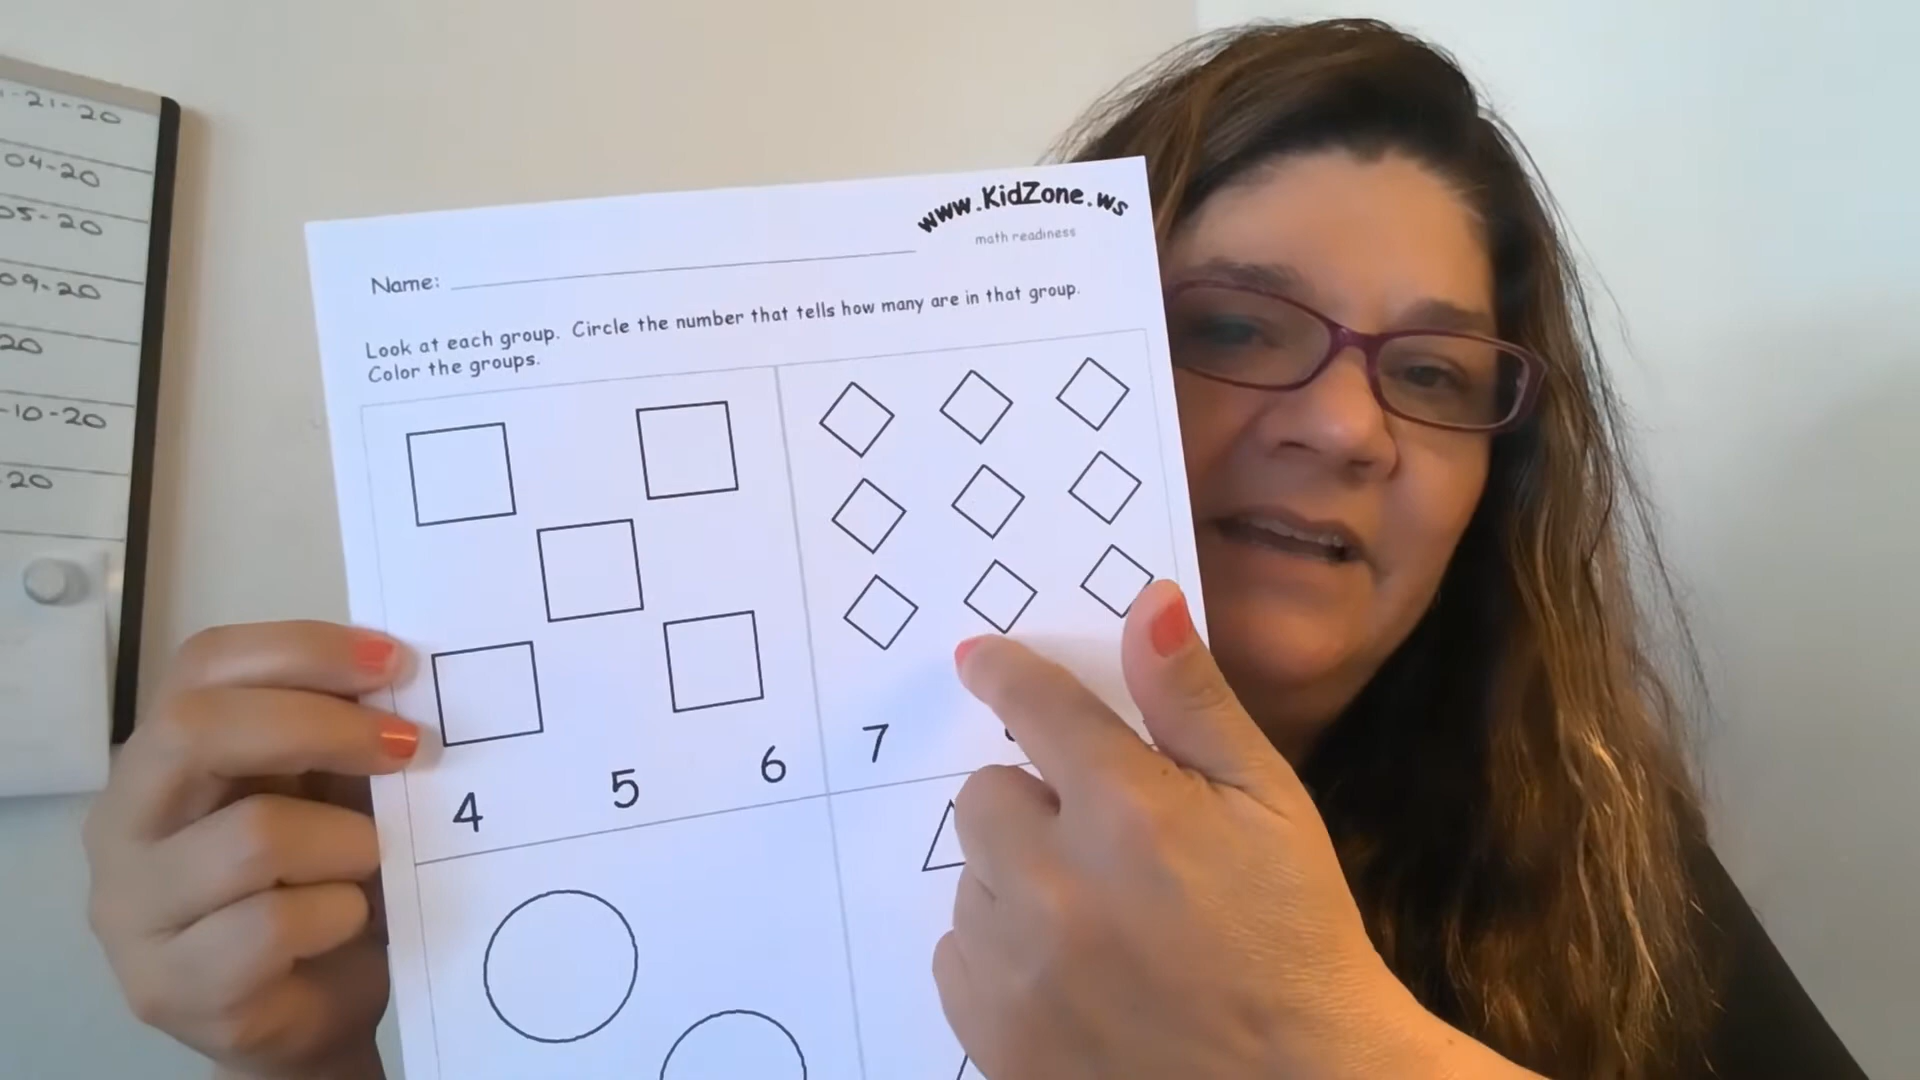 -21-20
04-20
05-20
09-20
20
-10-20
20
www.KidZone.ws
math readiness
Name:
Look at each group. Circle the number that tells how many are in that group.
Color the groups.
4 5 6 7